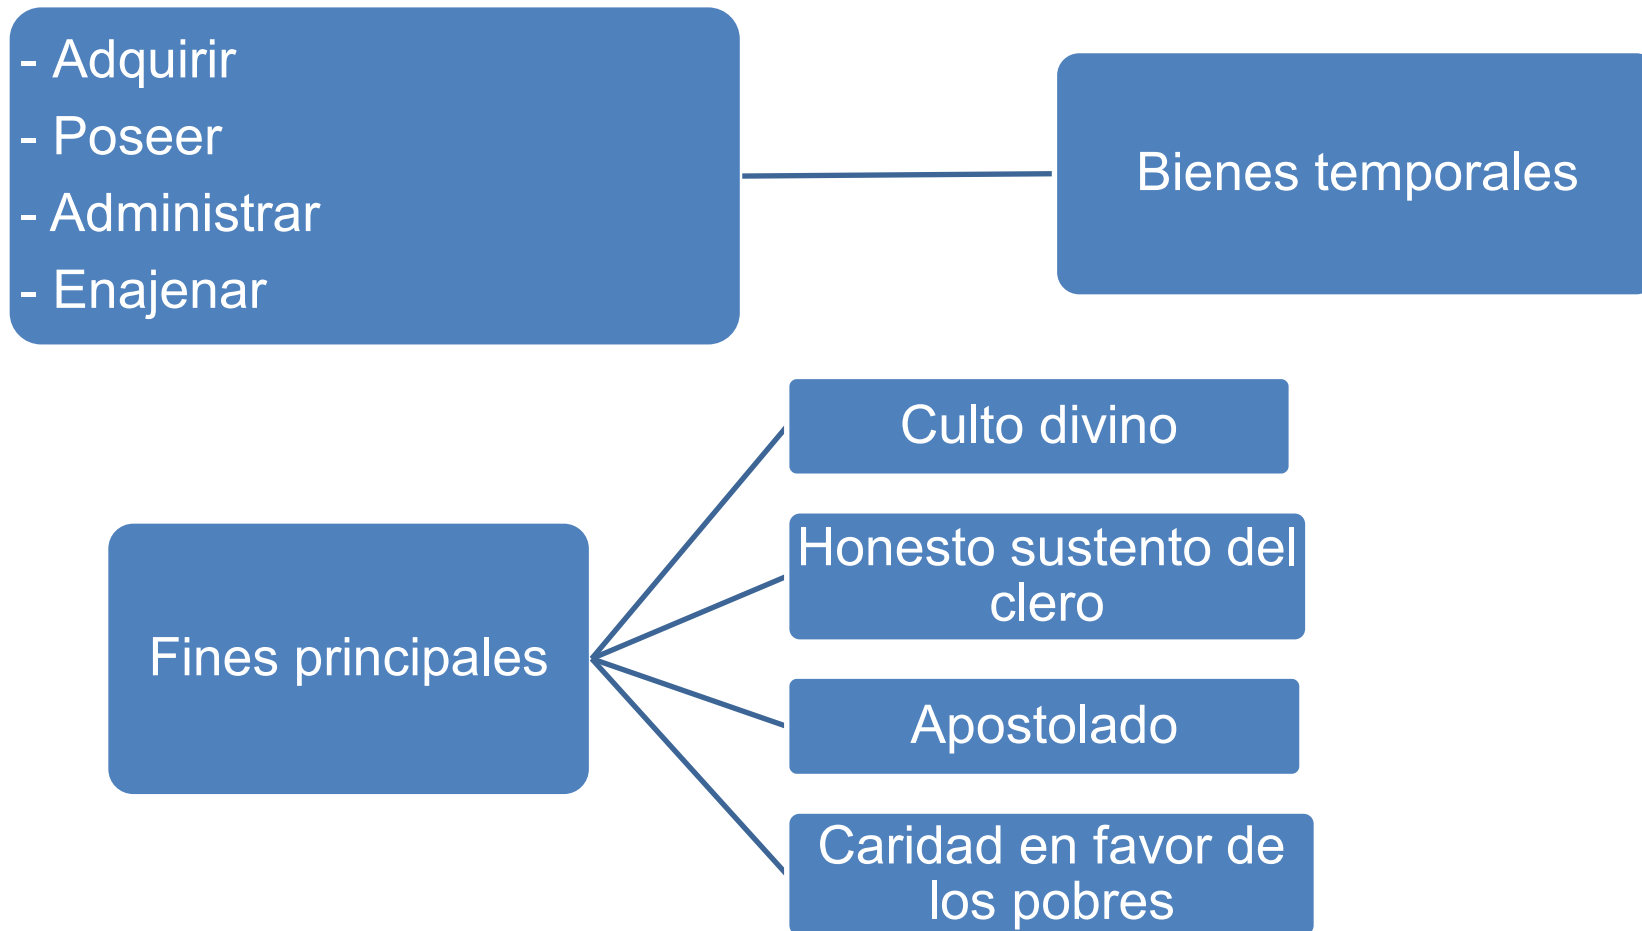 - Adquirir
- Poseer
- Administrar
- Enajenar
Bienes temporales
Fines principales
Culto divino
Honesto sustento del
clero
Apostolado
Caridad en favor de
los pobres